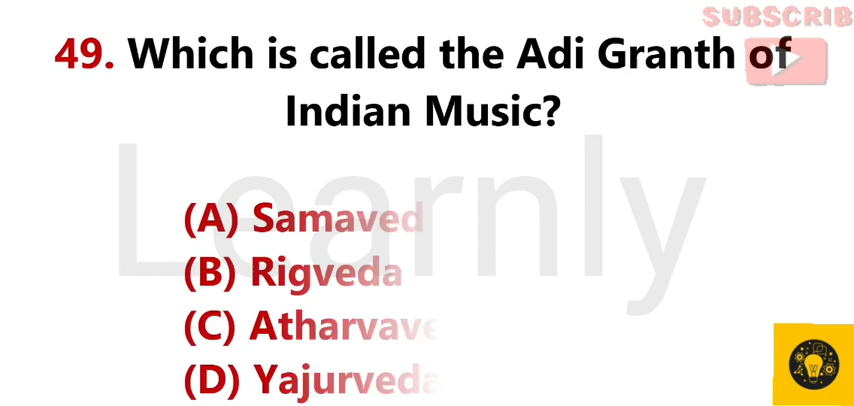 SUBSCRIB
49. Which is called the Adi Granth of
Indian Music?
Learnly
(A) Samaved
(B) Rigveda
(C) Atharvave
(D) Yajurveda